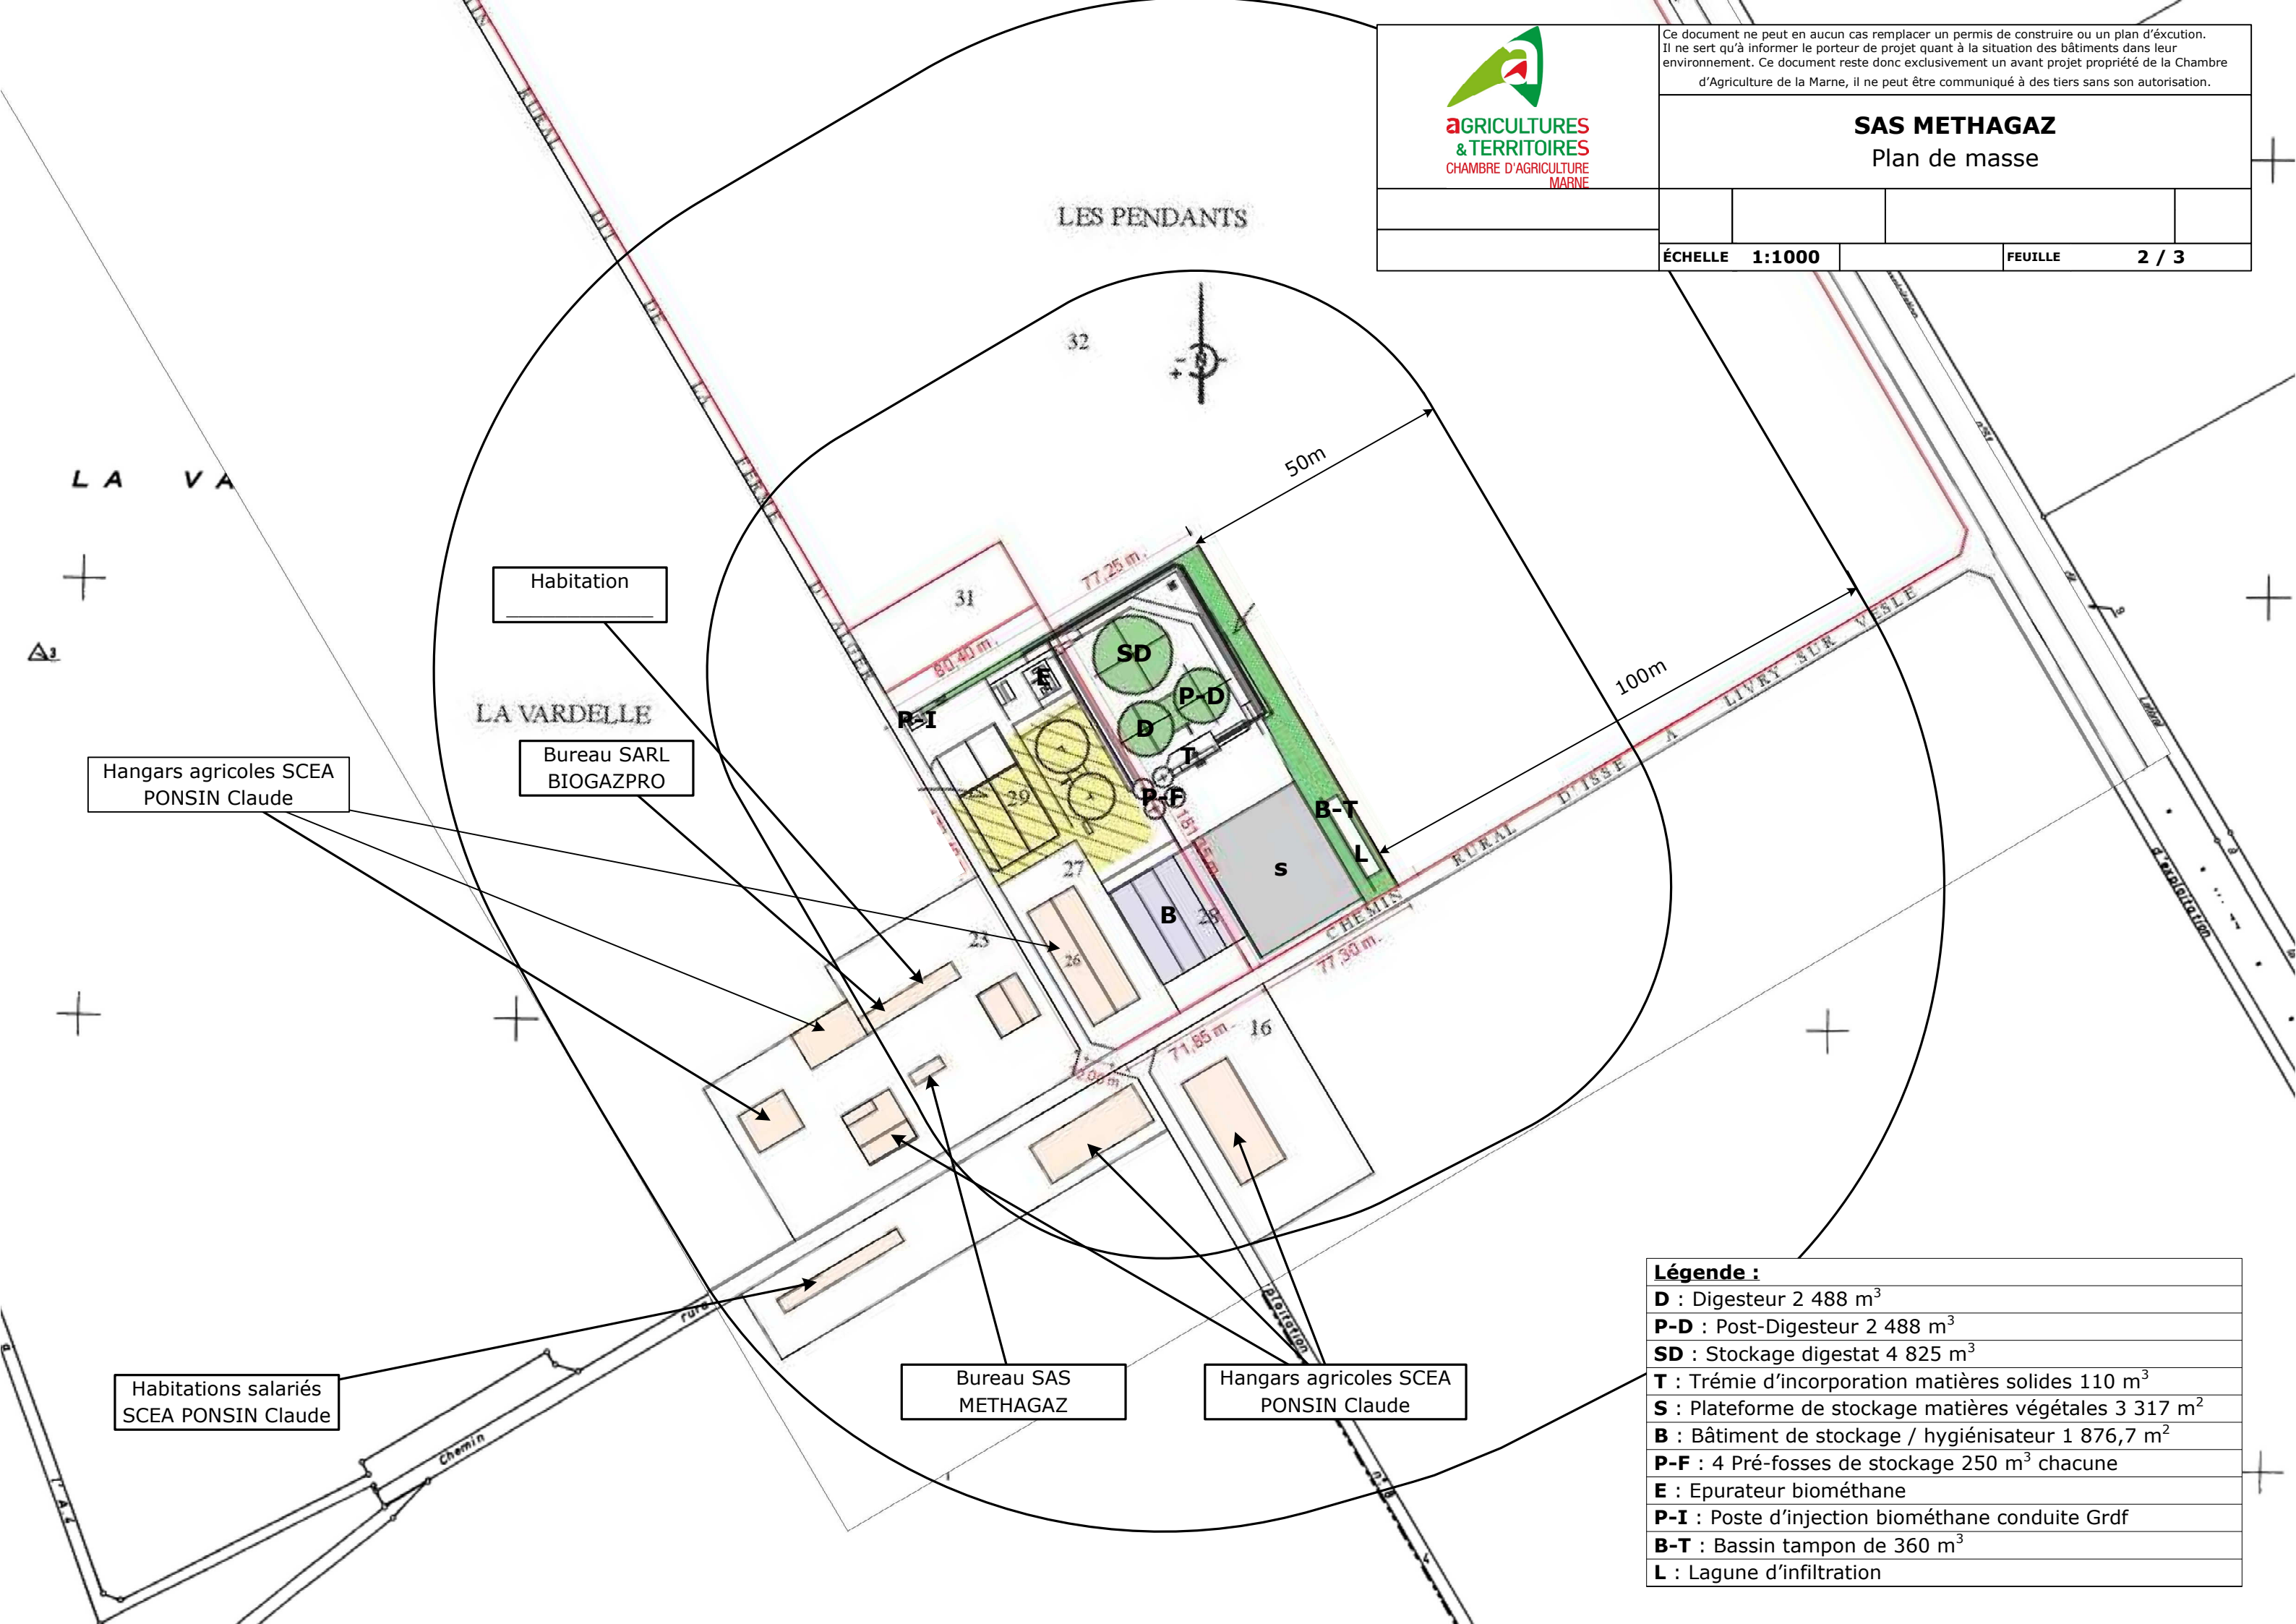 Ce document ne peut en aucun cas remplacer un permis de construire ou un plan d'éxcution.
Il ne sert qu'à informer le porteur de projet quant à la situation des bâtiments dans leur
environnement. Ce document reste donc exclusivement un avant projet propriété de la Chambre
d'Agriculture de la Marne, il ne peut être communiqué à des tiers sans son autorisation.
aGRICULTURES
& TERRITOIRES
CHAMBRE D'AGRICULTURE
MARNE
SAS METHAGAZ
Plan de masse
ÉCHELLE 1:1000
FEUILLE 2 / 3
RURAL DIT DE LA FERME D'ALGER
LES PENDANTS
32
N
50m
LA VA
Habitation
31
77,25 m.
80,40 m.
3
LA VARDELLE
SD
P-D
D
E
P-I
T
P-F
100m
Bureau SARL
BIOGAZPRO
Hangars agricoles SCEA
PONSIN Claude
29
27
B-T
L
s
B
28
23
26
CHEMIN RURAL D'ISSE A LIVRY SUR VESLE
77,30 m.
71,85 m.
16
d'exploitation
rural
Chemin
Habitations salariés
SCEA PONSIN Claude
Bureau SAS
METHAGAZ
Hangars agricoles SCEA
PONSIN Claude
Légende :
D : Digesteur 2 488 m³
P-D : Post-Digesteur 2 488 m³
SD : Stockage digestat 4 825 m³
T : Trémie d'incorporation matières solides 110 m³
S : Plateforme de stockage matières végétales 3 317 m²
B : Bâtiment de stockage / hygiénisateur 1 876,7 m²
P-F : 4 Pré-fosses de stockage 250 m³ chacune
E : Epurateur biométhane
P-I : Poste d'injection biométhane conduite Grdf
B-T : Bassin tampon de 360 m³
L : Lagune d'infiltration